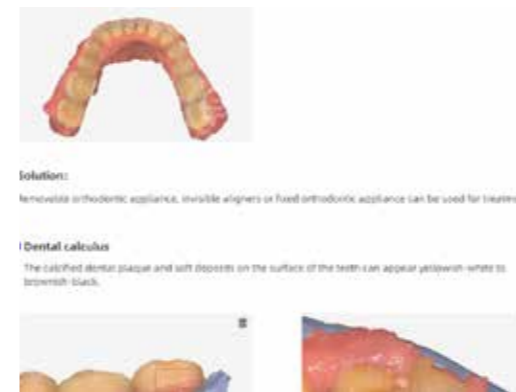 Solution:
Removable orthodontic appliance, invisible aligners or fixed orthodontic appliance can be used for
Dental calculus
The calcified dental plaque and soft deposits on the surface of the teeth can appear yellowish-white to
brownish-black.